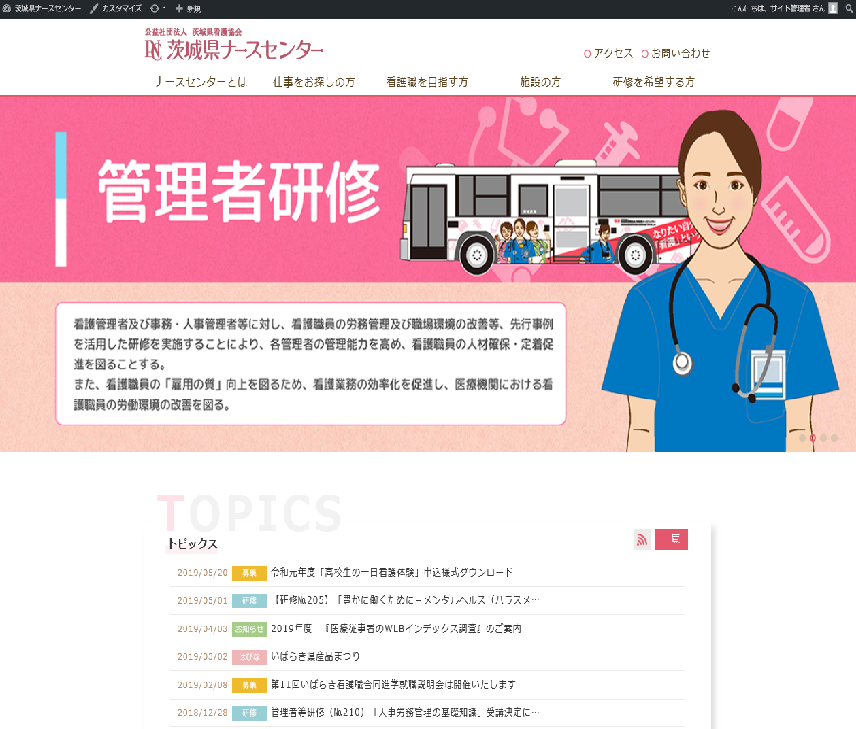 茨城県ナースセンター カスタマイズ 新規
こんにちは、サイト管理者 さん
公益社団法人 茨城県看護協会
茨城県ナースセンター
アクセス お問い合わせ
ナースセンターとは 仕事をお探しの方 看護職を目指す方 施設の方 研修を希望する方
管理者研修
なりたい自分
「看護」とい
看護管理者及び事務・人事管理者等に対し、看護職員の労務管理及び職場環境の改善等、先行事例
を活用した研修を実施することにより、各管理者の管理能力を高め、看護職員の人材確保・定着促
進を図ることする。
また、看護職員の「雇用の質」向上を図るため、看護業務の効率化を促進し、医療機関における看
護職員の労働環境の改善を図る。
TOPICS
トピックス
2019/05/20 募集 令和元年度「高校生の一日看護体験」申込様式ダウンロード
2019/05/01 研修 【研修№205】「豊かに働くために－メンタルヘルス（ハラスメ…
2019/04/03 お知らせ 2019年度 『医療従事者のWLBインデックス調査』のご案内
2019/03/02 いばらき県産品まつり
2019/02/08 募集 第11回いばらき看護職合同進学就職説明会は開催いたします
2018/12/28 研修 管理者等研修（№210）「人事労務管理の基礎知識」受講決定に…